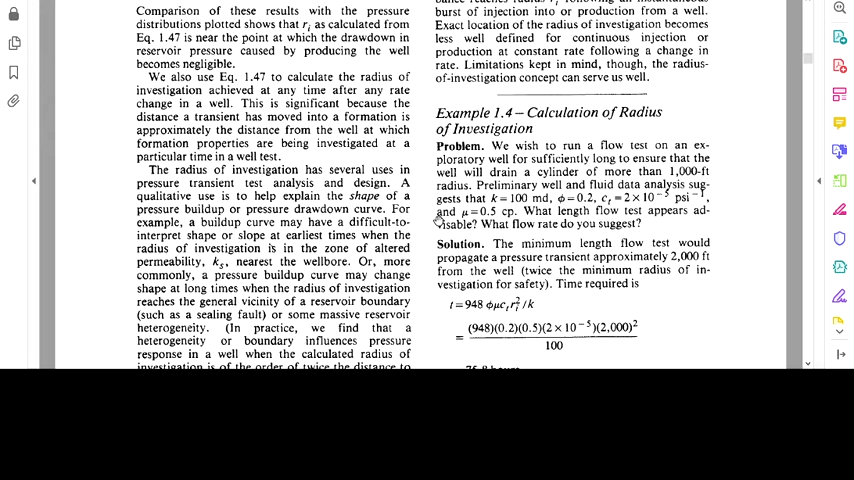 Comparison of these results with the pressure
distributions plotted shows that ri as calculated from
Eq. 1.47 is near the point at which the drawdown in
reservoir pressure caused by producing the well
becomes negligible.
We also use Eq. 1.47 to calculate the radius of
investigation achieved at any time after any rate
change in a well. This is significant because the
distance a transient has moved into a formation is
approximately the distance from the well at which
formation properties are being investigated at a
particular time in a well test.
The radius of investigation has several uses in
pressure transient test analysis and design. A
qualitative use is to help explain the shape of
a pressure buildup or pressure drawdown curve. For
example, a buildup curve may have a difficult-to-
interpret shape or slope at earliest times when the
radius of investigation is in the zone of altered
permeability, ks, nearest the wellbore. Or, more
commonly, a pressure buildup curve may change
shape at long times when the radius of investigation
reaches the general vicinity of a reservoir boundary
(such as a sealing fault) or some massive reservoir
heterogeneity. (In practice, we find that a
heterogeneity or boundary influences pressure
response in a well when the calculated radius of
investigation is of the order of twice the distance to
burst of injection into or production from a well.
Exact location of the radius of investigation becomes
less well defined for continuous injection or
production at constant rate following a change in
rate. Limitations kept in mind, though, the radius-
of-investigation concept can serve us well.
Example 1.4 – Calculation of Radius
of Investigation
Problem. We wish to run a flow test on an ex-
ploratory well for sufficiently long to ensure that the
well will drain a cylinder of more than 1,000-ft
radius. Preliminary well and fluid data analysis sug-
gests that k = 100 md, φ = 0.2, ct = 2 × 10⁻⁵ psi⁻¹,
and μ = 0.5 cp. What length flow test appears ad-
visable? What flow rate do you suggest?
Solution. The minimum length flow test would
propagate a pressure transient approximately 2,000 ft
from the well (twice the minimum radius of in-
vestigation for safety). Time required is
t = 948 φμctri²/k
= (948)(0.2)(0.5)(2 × 10⁻⁵)(2,000)²
100